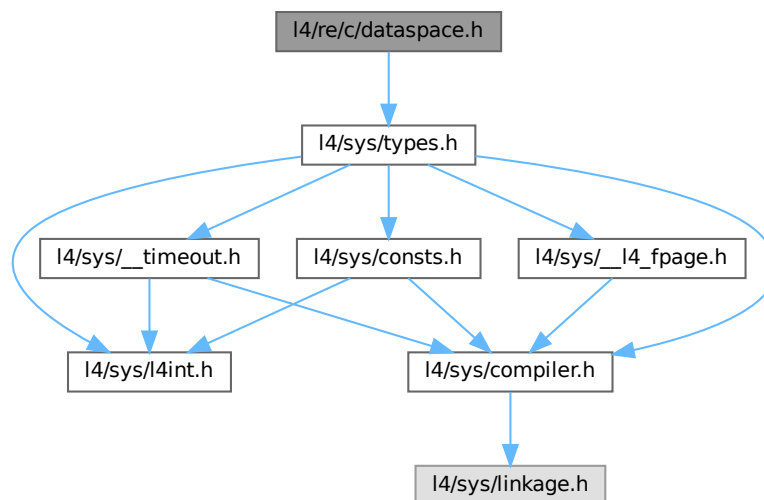 l4/re/c/dataspace.h
l4/sys/types.h
l4/sys/__timeout.h
l4/sys/consts.h
l4/sys/__l4_fpage.h
l4/sys/l4int.h
l4/sys/compiler.h
l4/sys/linkage.h